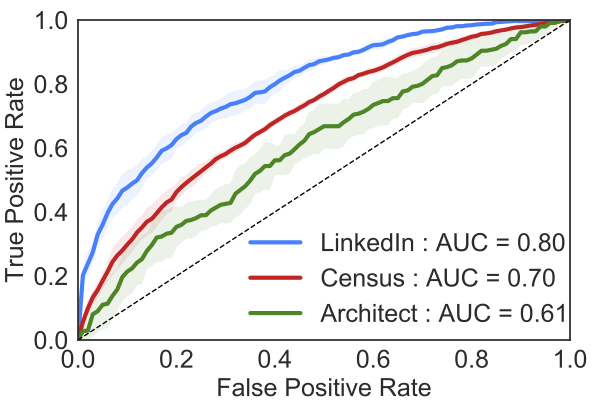 1.0
0.8
0.6
0.4
0.2
0.0
True Positive Rate
LinkedIn : AUC = 0.80
Census : AUC = 0.70
Architect : AUC = 0.61
0.0 0.2 0.4 0.6 0.8 1.0
False Positive Rate